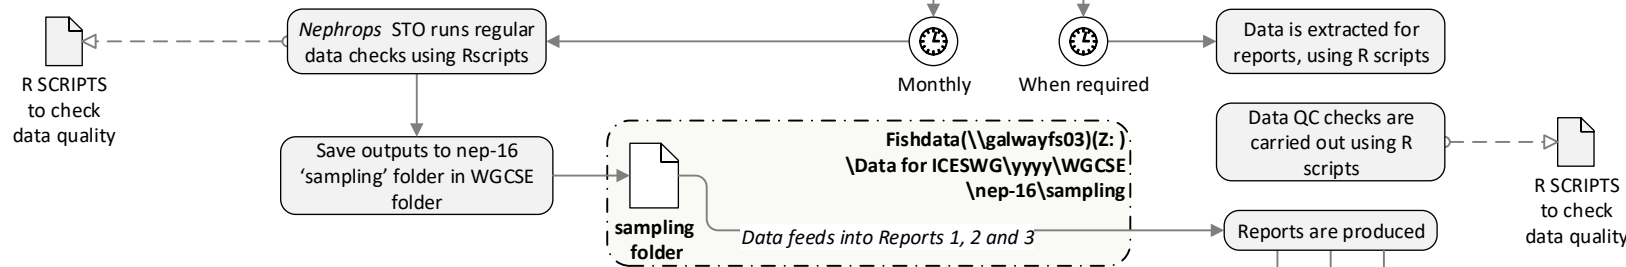 Nephrops STO runs regular
data checks using Rscripts
R SCRIPTS
to check
data quality
Monthly
When required
Data is extracted for
reports, using R scripts
Save outputs to nep-16
‘sampling’ folder in WGCSE
folder
Fishdata(\\galwayfs03)(Z: )
\Data for ICESWG\yyyy\WGCSE
\nep-16\sampling
sampling
folder
Data feeds into Reports 1, 2 and 3
Data QC checks are
carried out using R
scripts
R SCRIPTS
to check
data quality
Reports are produced